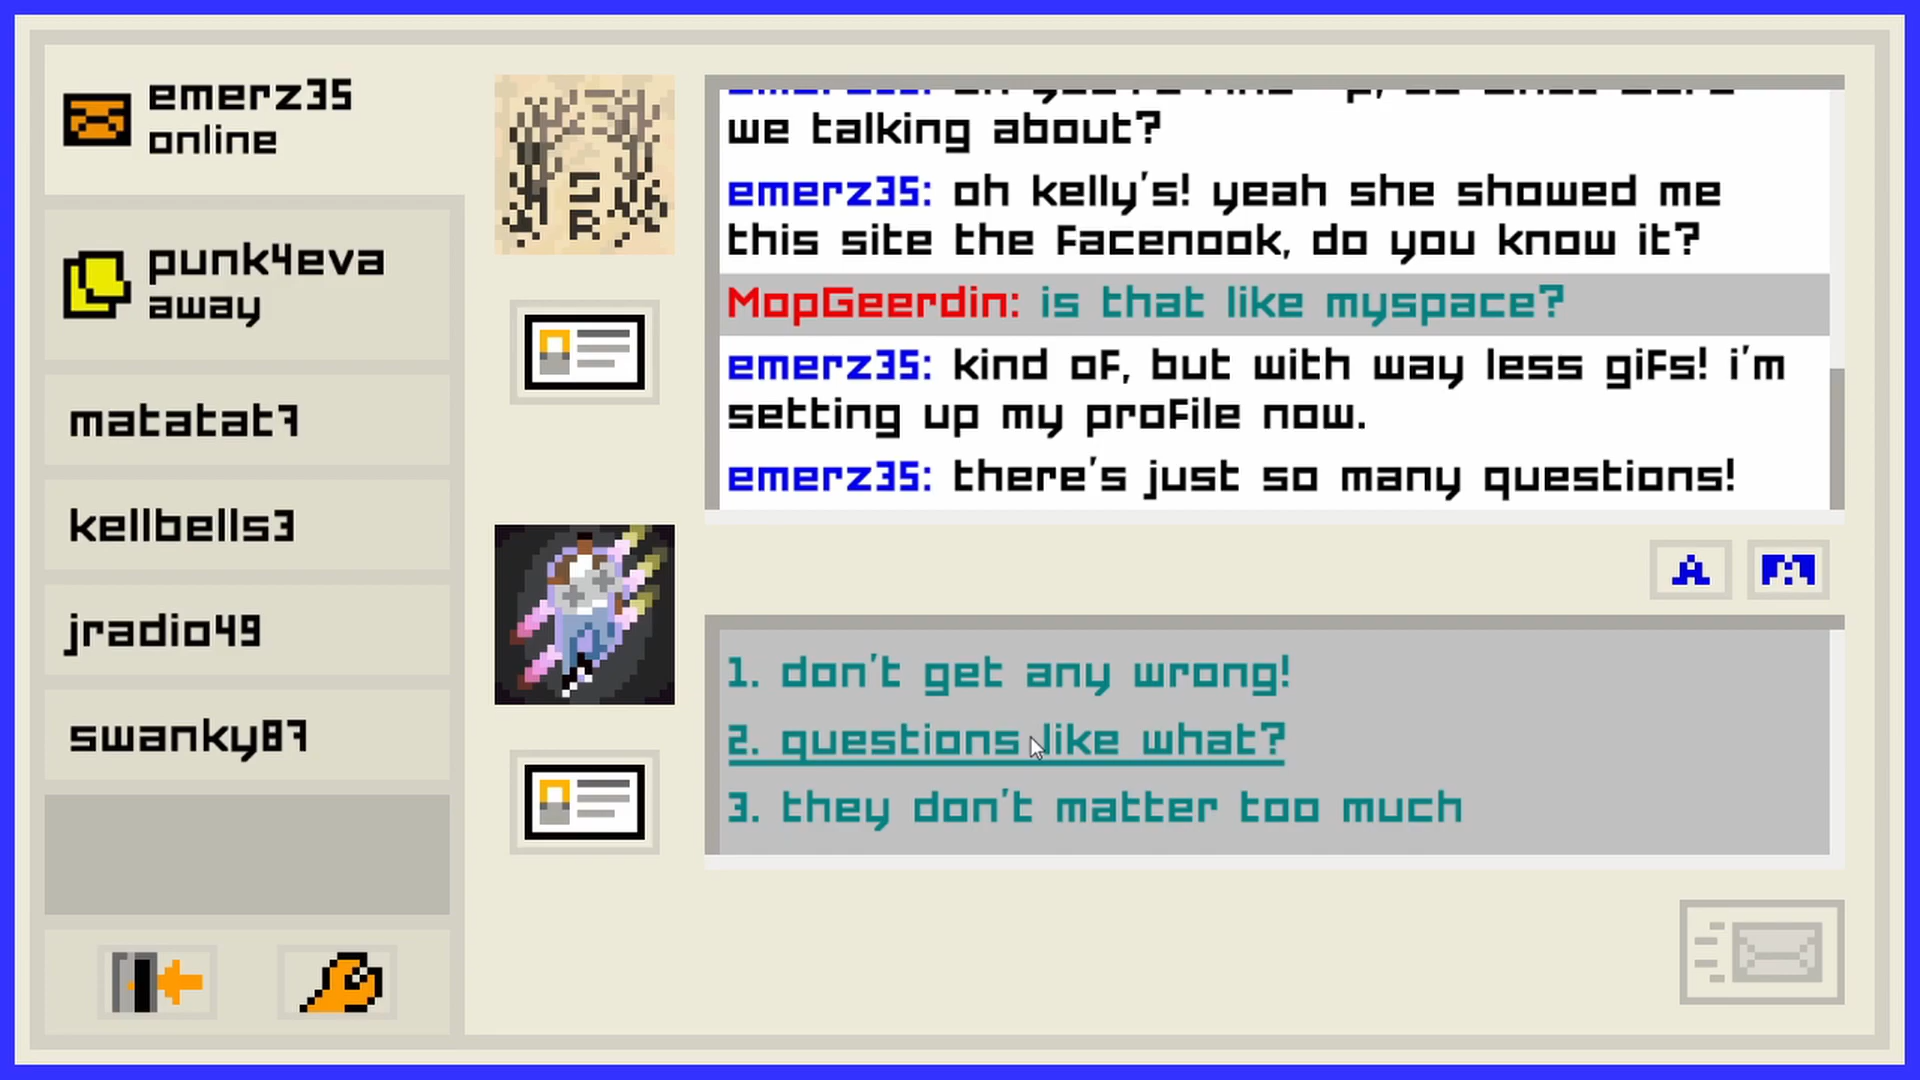 emerz35
online
punk4eva
away
matatat7
kellbells3
jradio49
swanky87
S
R
we talking about?
emerz35: oh kelly's! yeah she showed me
this site the facenook, do you know it?
MopGeerdin: is that like myspace?
emerz35: kind of, but with way less gifs! i'm
setting up my profile now.
emerz35: there's just so many questions!
A
1. don't get any wrong!
2. questions like what?
3. they don't matter too much